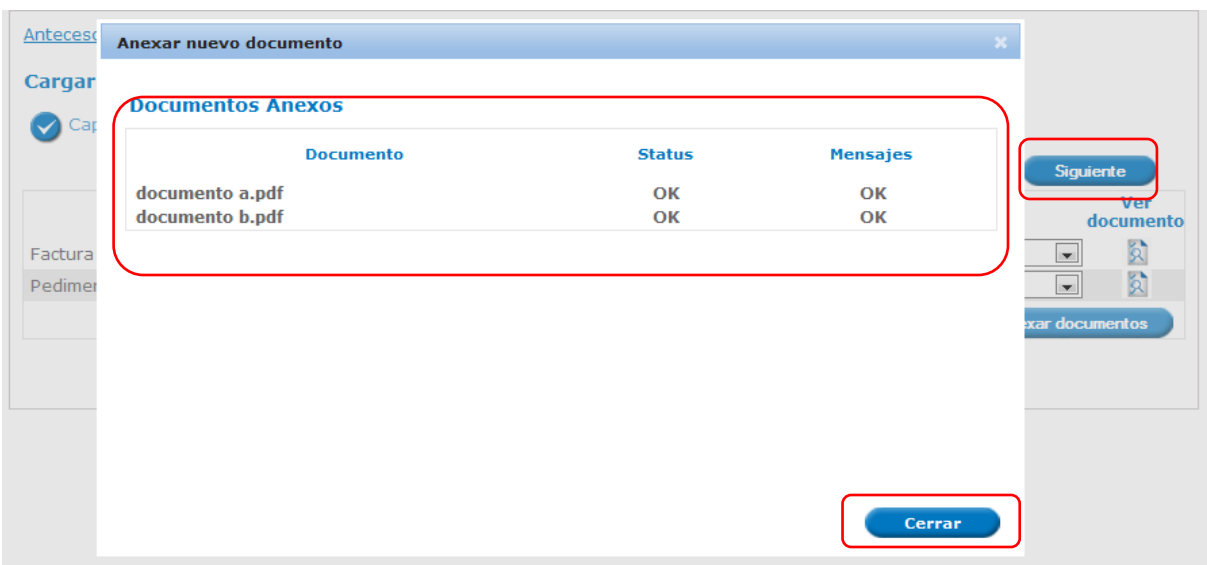 Antecesc
Anexar nuevo documento
Cargar
Cap
Documentos Anexos
Documento Status Mensajes
documento a.pdf OK OK
documento b.pdf OK OK
Siguiente
Ver
documento
Factura
Pedimen
exar documentos
Cerrar